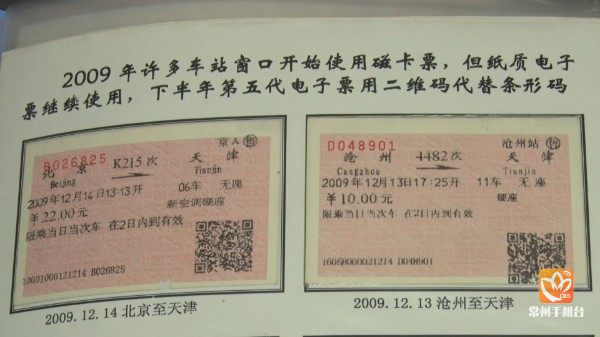 2009年许多车站窗口开始使用磁卡票，但纸质电子
票继续使用，下半年第五代电子票用二维码代替条形码
B026825 京A 售
北京 K215次 天津
Beijing Tianjin
2009年12月14日13:13开 06车 无座
¥22.00元 新空调硬座
限乘当日当次车 在2日内到有效
10001000121214 B026825
2009.12.14北京至天津
D048901 沧州站 售
沧州 4482次 天津
Cangzhou Tianjin
2009年12月13日17:25开 11车 无座
¥10.00元 硬座
限乘当日当次车 在2日内到有效
16058000021214 D048901
2009.12.13沧州至天津
常州手机台